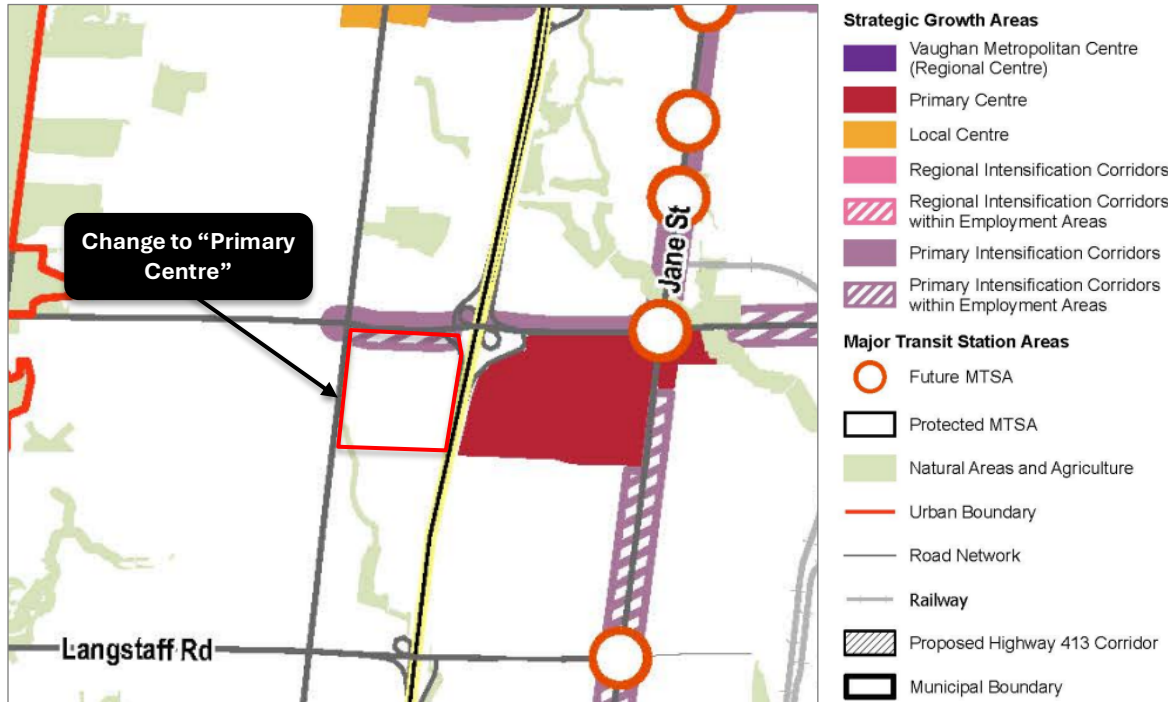 Change to “Primary
Centre”
Jane St
Langstaff Rd
Strategic Growth Areas
Vaughan Metropolitan Centre
(Regional Centre)
Primary Centre
Local Centre
Regional Intensification Corridors
Regional Intensification Corridors
within Employment Areas
Primary Intensification Corridors
Primary Intensification Corridors
within Employment Areas
Major Transit Station Areas
Future MTSA
Protected MTSA
Natural Areas and Agriculture
Urban Boundary
Road Network
Railway
Proposed Highway 413 Corridor
Municipal Boundary